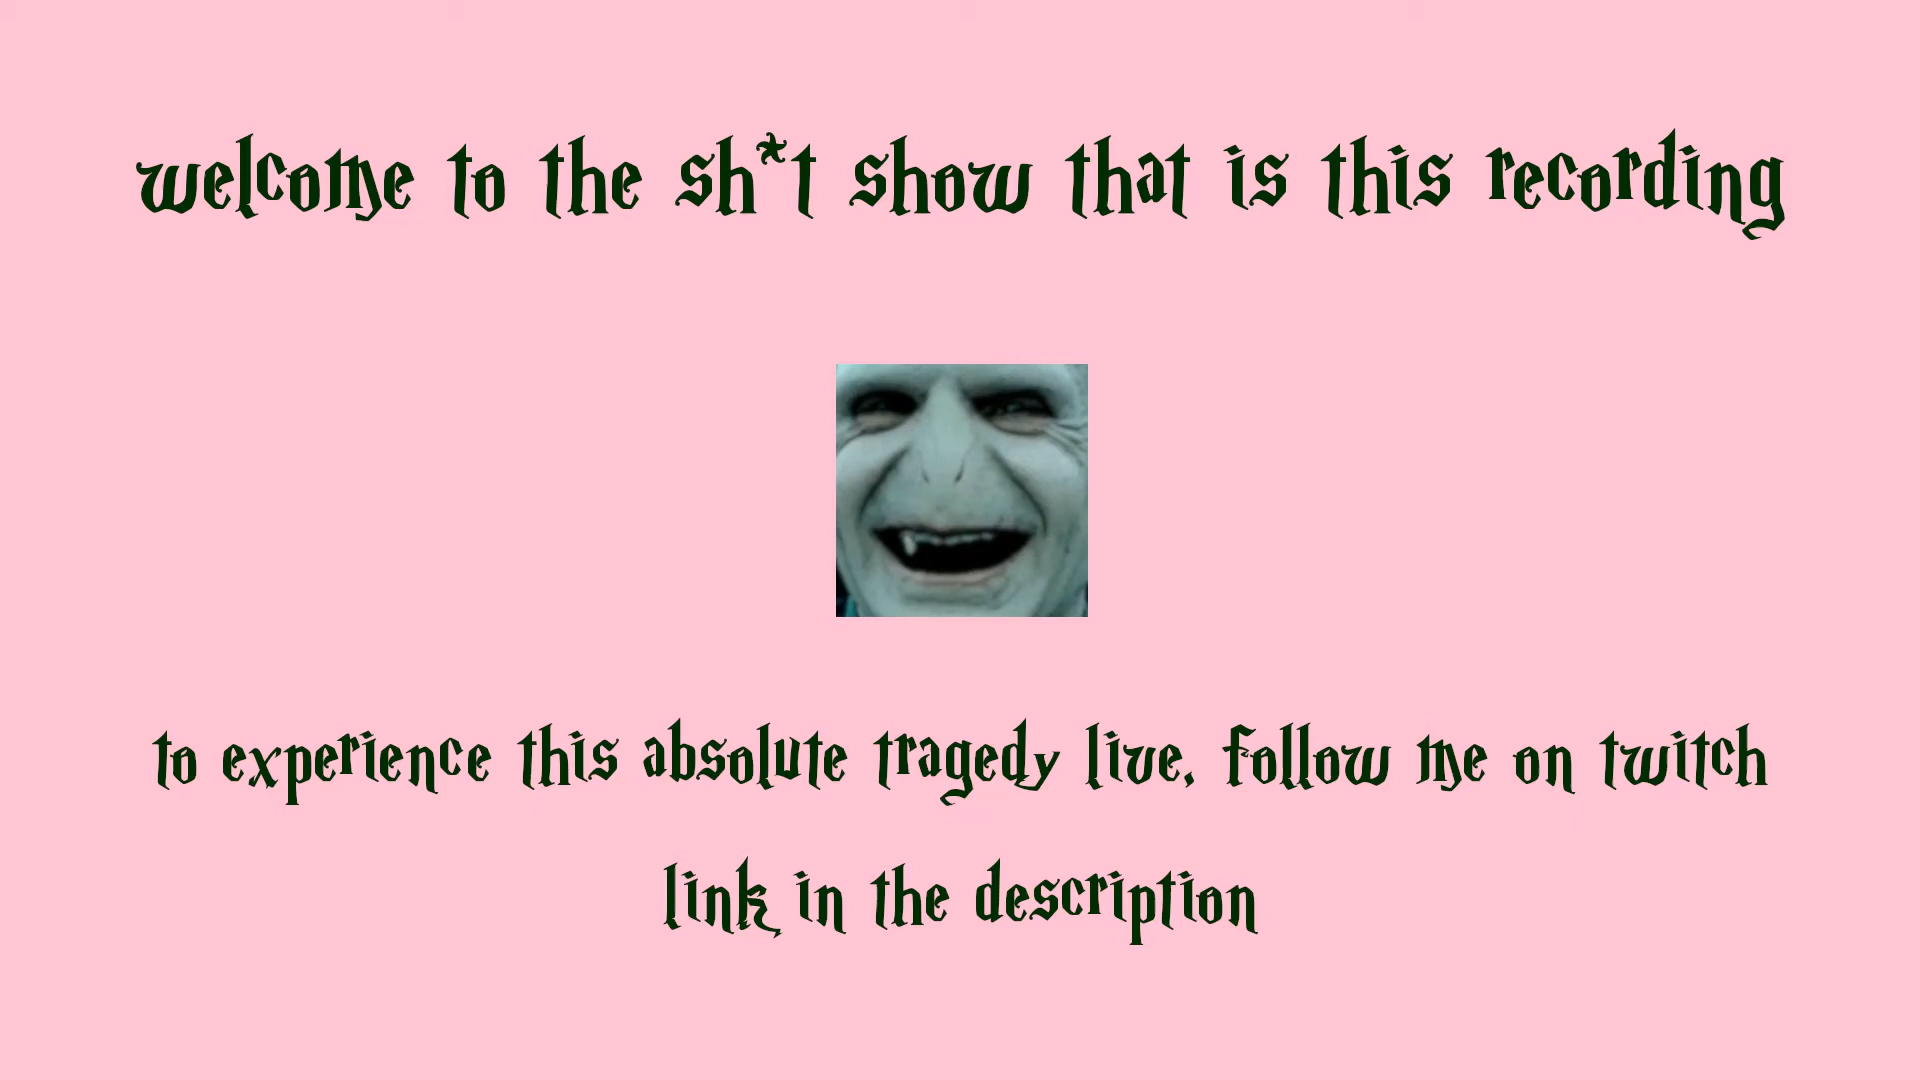 welcome to the sh*t show that is this recording
to experience this absolute tragedy live, follow me on twitch
link in the description